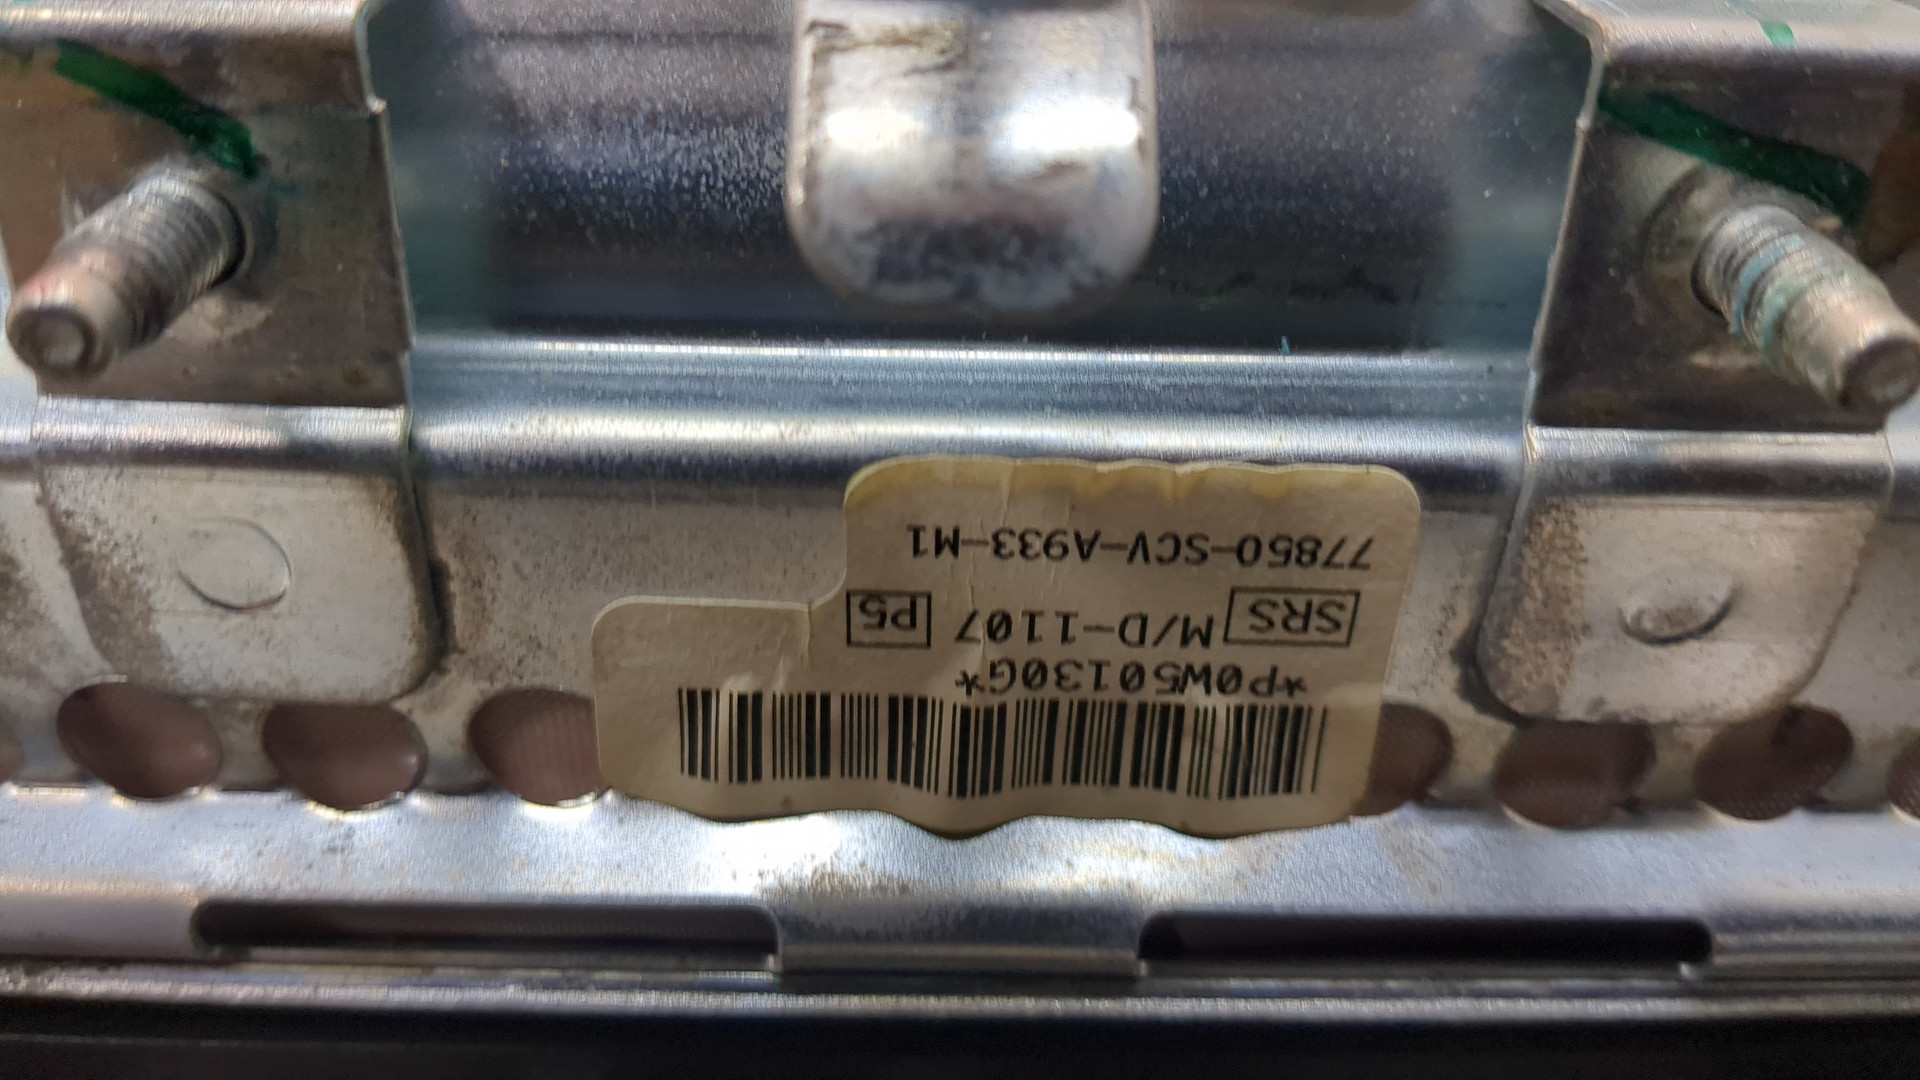 77850-SCV-A933-M1
SRS M/D-1107 P5
*P0W50130G*